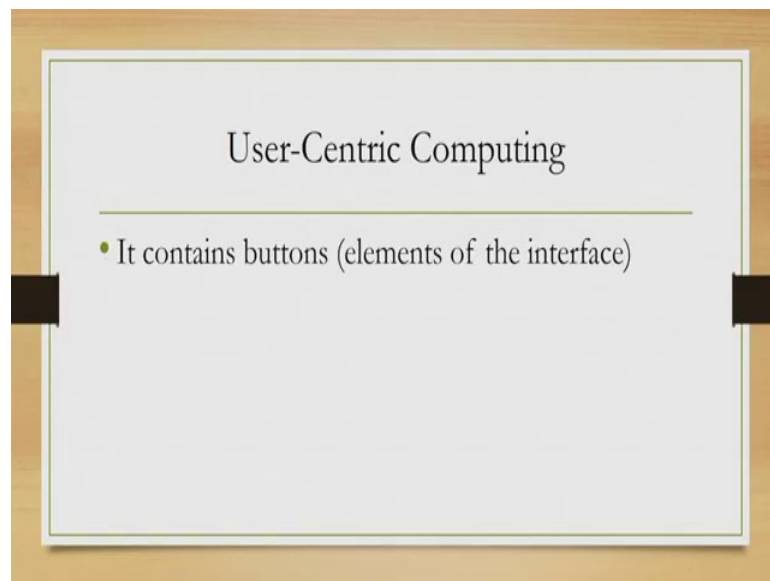 User-Centric Computing
• It contains buttons (elements of the interface)